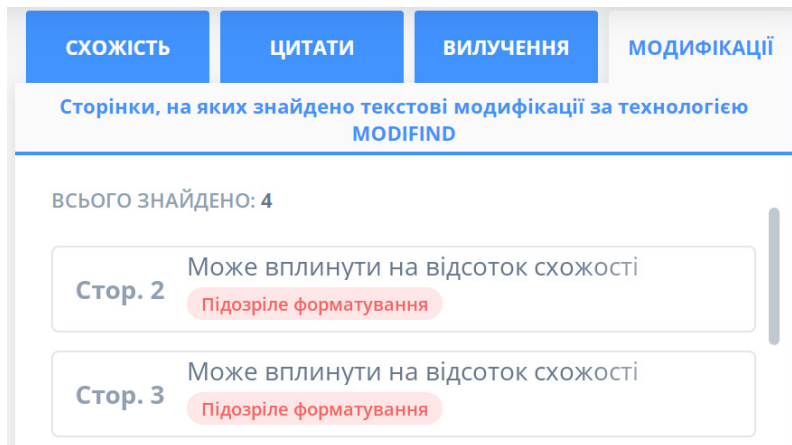 СХОЖІСТЬ ЦИТАТИ ВИЛУЧЕННЯ МОДИФІКАЦІЇ
Сторінки, на яких знайдено текстові модифікації за технологією
MODIFIND
ВСЬОГО ЗНАЙДЕНО: 4
Стор. 2
Може вплинути на відсоток схожості
Підозріле форматування
Стор. 3
Може вплинути на відсоток схожості
Підозріле форматування